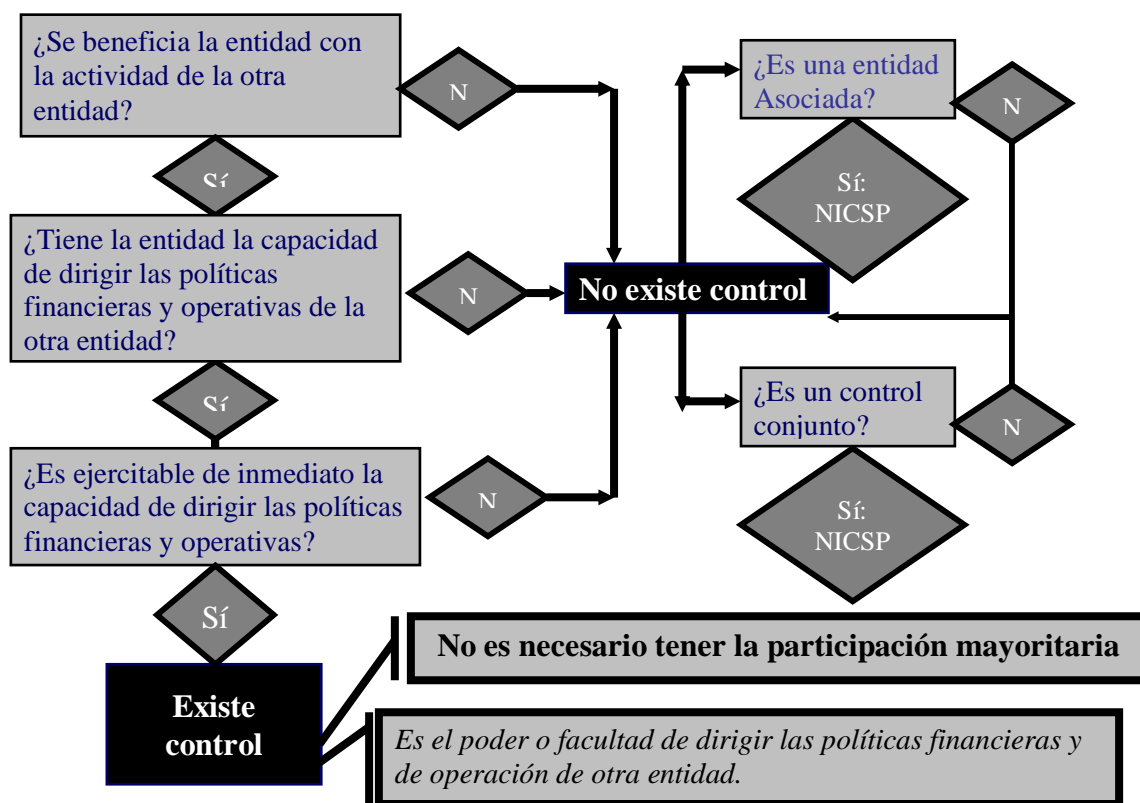 ¿Se beneficia la entidad con
la actividad de la otra
entidad?
N
Sí
¿Tiene la entidad la capacidad
de dirigir las políticas
financieras y operativas de la
otra entidad?
N
Sí
¿Es ejercitable de inmediato la
capacidad de dirigir las políticas
financieras y operativas?
N
Sí
Existe
control
No existe control
¿Es una entidad
Asociada?
N
Sí:
NICSP
¿Es un control
conjunto?
N
Sí:
NICSP
No es necesario tener la participación mayoritaria
Es el poder o facultad de dirigir las políticas financieras y
de operación de otra entidad.